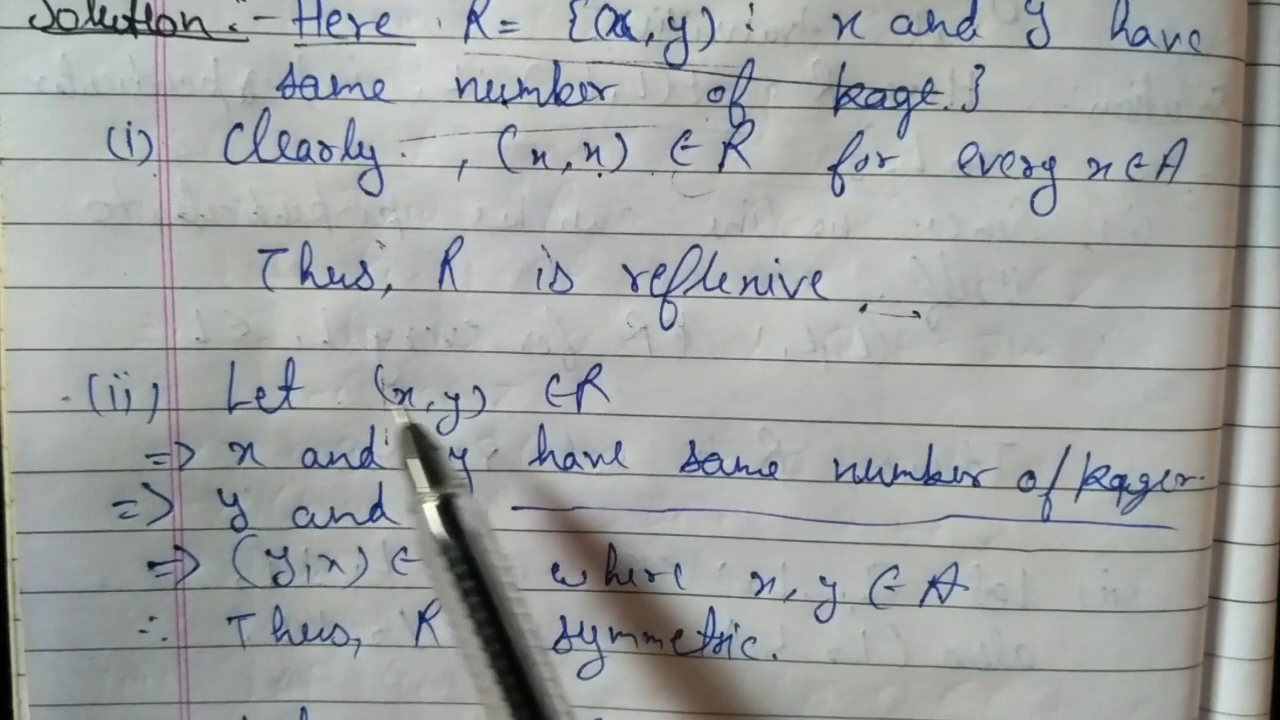 Solution :- Here R = {(x, y) : x and y have
same number of page }
(i) Clearly , (x, x) ∈ R for every x ∈ A
Thus, R is reflexive
(ii) Let (x, y) ∈ R
=> x and y have same number of pages.
=> y and
=> (y, x) ∈ where x, y ∈ A
∴ Thus, R symmetric.